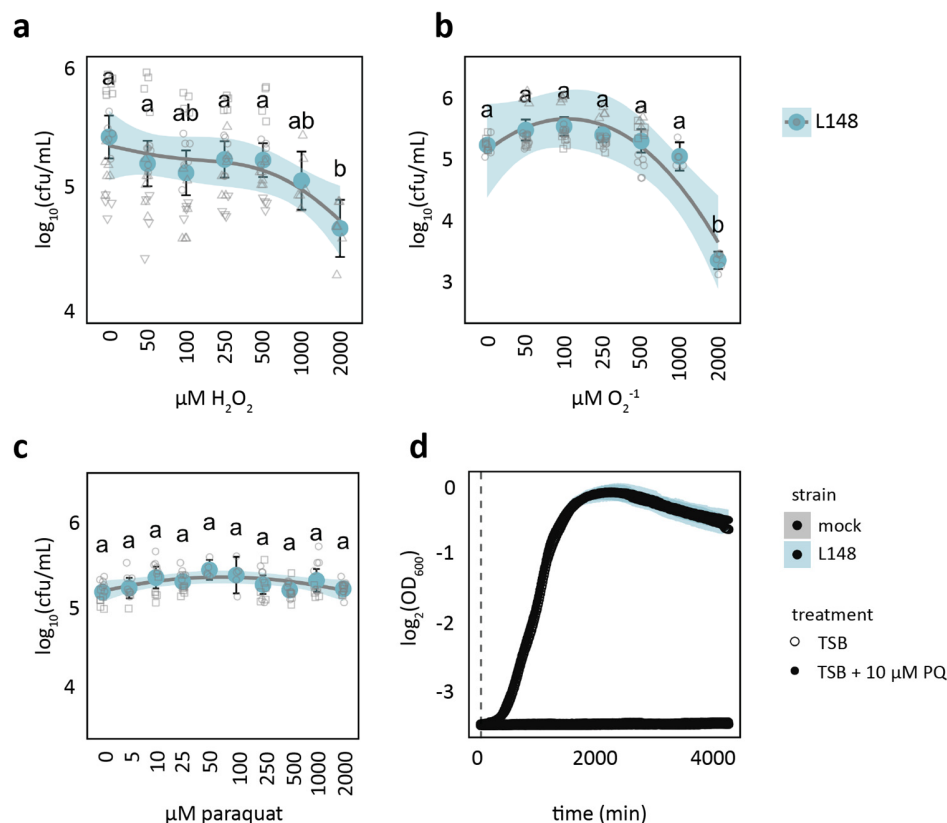 a
6
5
4
log₁₀(cfu/mL)
a a ab a a ab b
0 50 100 250 500 1000 2000
µM H₂O₂
b
6
5
4
3
log₁₀(cfu/mL)
a a a a a a b
0 50 100 250 500 1000 2000
µM O₂⁻¹
L148
c
6
5
4
log₁₀(cfu/mL)
a a a a a a a a a a
0 5 10 25 50 100 250 500 1000 2000
µM paraquat
d
0
-1
-2
-3
log₂(OD₆₀₀)
0 2000 4000
time (min)
strain
mock
L148
treatment
TSB
TSB + 10 µM PQ